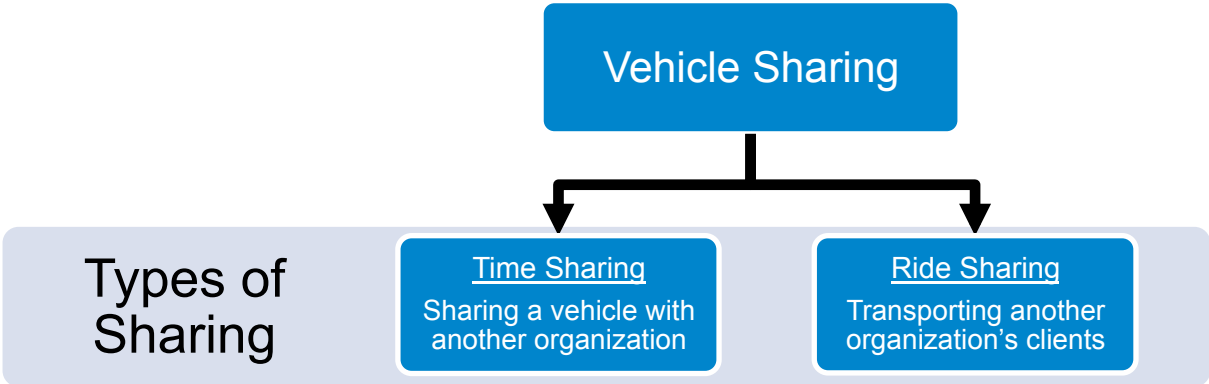 Vehicle Sharing
Types of
Sharing
Time Sharing
Sharing a vehicle with
another organization
Ride Sharing
Transporting another
organization’s clients